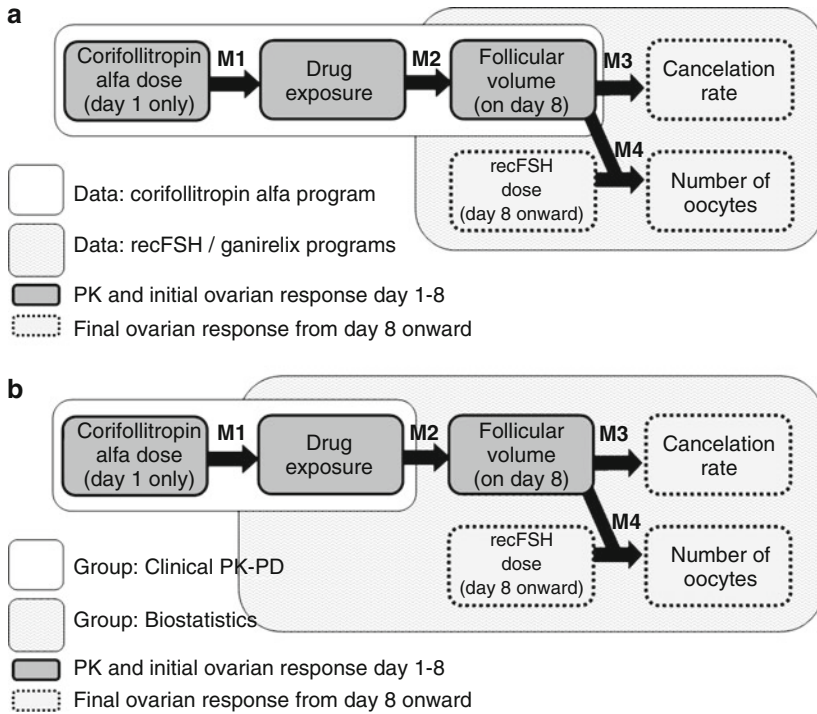 a
Corifollitropin
alfa dose
(day 1 only)
M1
Drug
exposure
M2
Follicular
volume
(on day 8)
M3
Cancelation
rate
M4
recFSH
dose
(day 8 onward)
Number of
oocytes
Data: corifollitropin alfa program
Data: recFSH / ganirelix programs
PK and initial ovarian response day 1-8
Final ovarian response from day 8 onward
b
Corifollitropin
alfa dose
(day 1 only)
M1
Drug
exposure
M2
Follicular
volume
(on day 8)
M3
Cancelation
rate
M4
recFSH
dose
(day 8 onward)
Number of
oocytes
Group: Clinical PK-PD
Group: Biostatistics
PK and initial ovarian response day 1-8
Final ovarian response from day 8 onward